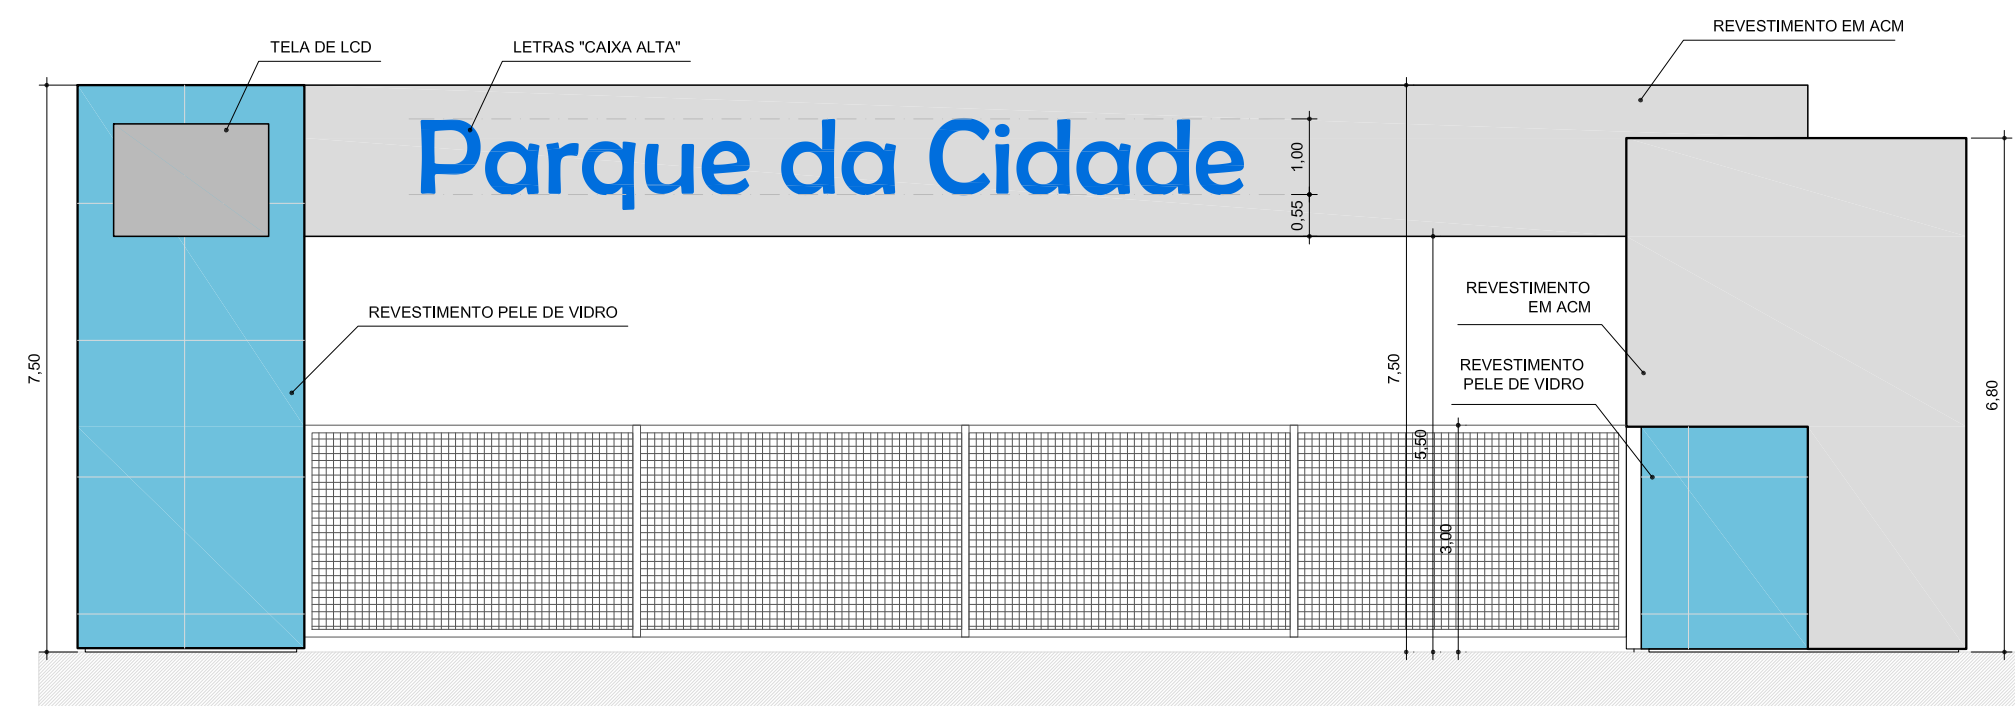 REVESTIMENTO EM ACM
TELA DE LCD
LETRAS "CAIXA ALTA"
Parque da Cidade
1,00
0,55
REVESTIMENTO
EM ACM
REVESTIMENTO PELE DE VIDRO
7,50
7,50
REVESTIMENTO
PELE DE VIDRO
6,80
5,50
3,00